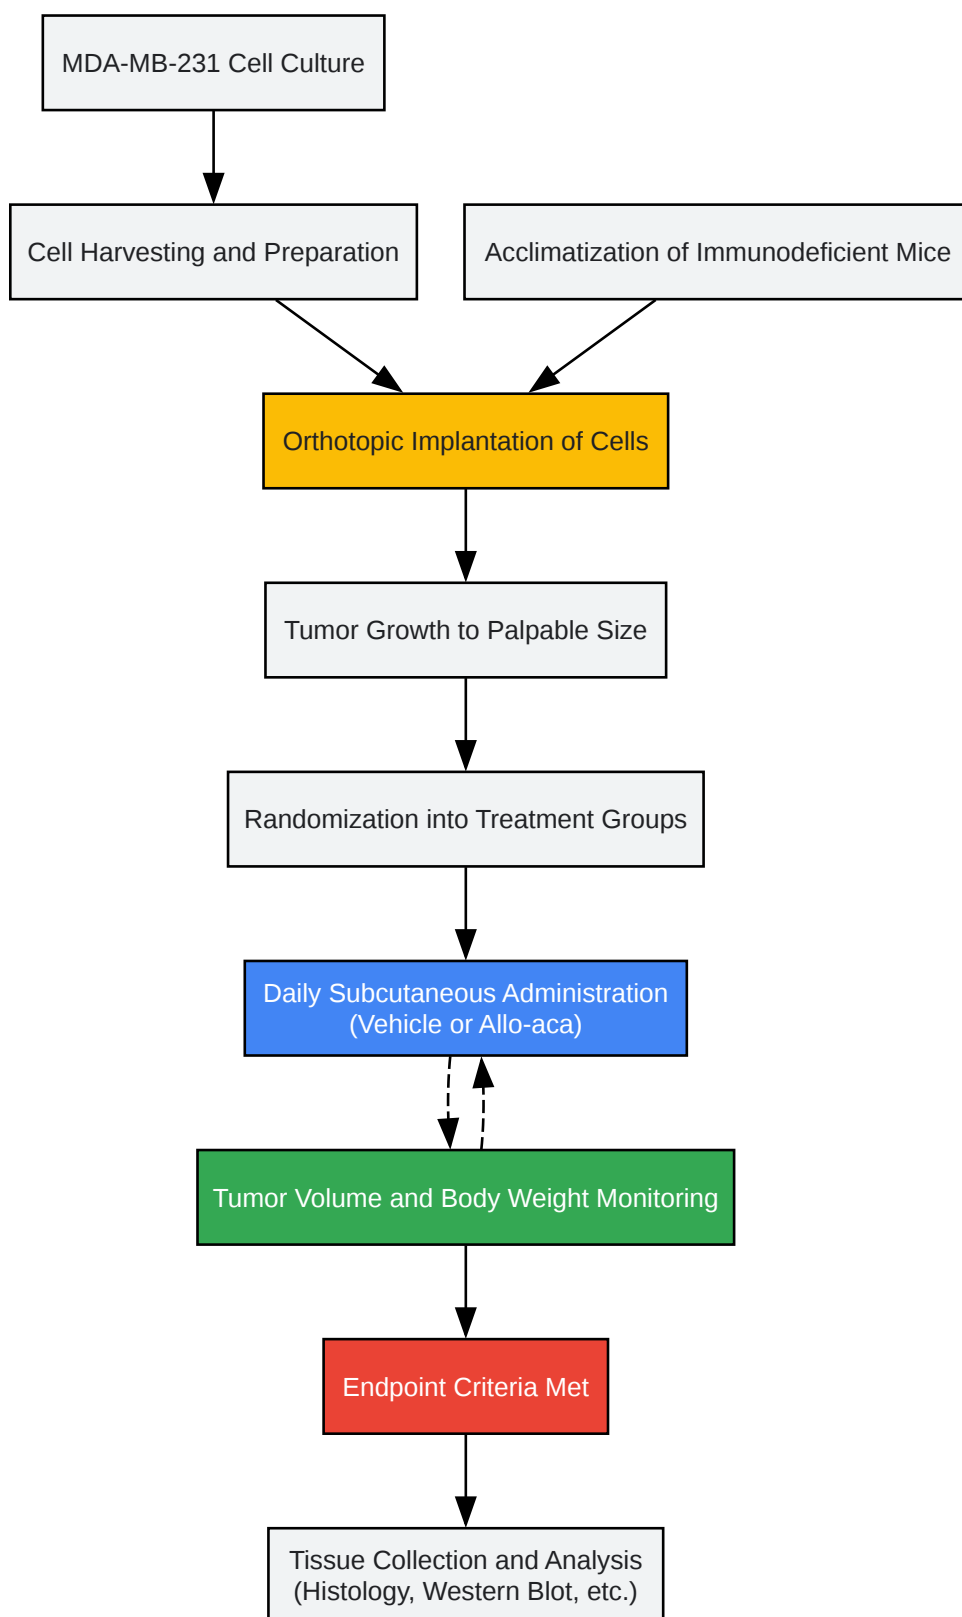 MDA-MB-231 Cell Culture
Cell Harvesting and Preparation
Acclimatization of Immunodeficient Mice
Orthotopic Implantation of Cells
Tumor Growth to Palpable Size
Randomization into Treatment Groups
Daily Subcutaneous Administration
(Vehicle or Allo-aca)
Tumor Volume and Body Weight Monitoring
Endpoint Criteria Met
Tissue Collection and Analysis
(Histology, Western Blot, etc.)